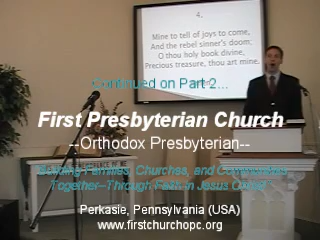 4.
Mine to tell of joys to come,
And the rebel sinner's doom:
O thou holy book divine,
Precious treasure, thou art mine.
Continued on Part 2...
First Presbyterian Church
--Orthodox Presbyterian--
"Building Families, Churches, and Communities
Together--Through Faith in Jesus Christ"
Perkasie, Pennsylvania (USA)
www.firstchurchopc.org